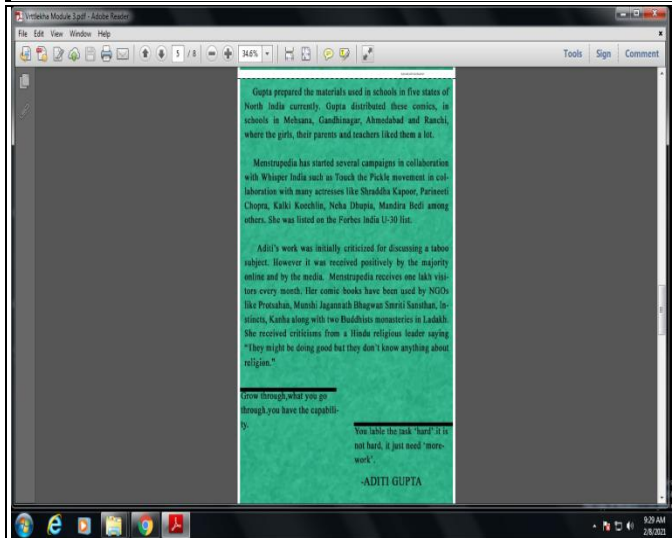 Vrttlekha Module 3.pdf - Adobe Reader
File Edit View Window Help
5 / 8
34.6%
Tools Sign Comment
Gupta prepared the materials used in schools in five states of
North India currently. Gupta distributed these comics, in
schools in Mehsana, Gandhinagar, Ahmedabad and Ranchi,
where the girls, their parents and teachers liked them a lot.
Menstrupedia has started several campaigns in collaboration
with Whisper India such as Touch the Pickle movement in col-
laboration with many actresses like Shraddha Kapoor, Parineeti
Chopra, Kalki Koechlin, Neha Dhupia, Mandira Bedi among
others. She was listed on the Forbes India U-30 list.
Aditi's work was initially criticized for discussing a taboo
subject. However it was received positively by the majority
online and by the media. Menstrupedia receives one lakh visi-
tors every month. Her comic books have been used by NGOs
like Protsahan, Munshi Jagannath Bhagwan Smriti Sansthan, In-
stincts, Kanha along with two Buddhists monasteries in Ladakh.
She received criticisms from a Hindu religious leader saying
"They might be doing good but they don't know anything about
religion."
Grow through,what you go
through,you have the capabili-
ty.
You lable the task 'hard' it is
not hard, it just need 'more-
work'.
-ADITI GUPTA
9:29 AM
2/8/2021